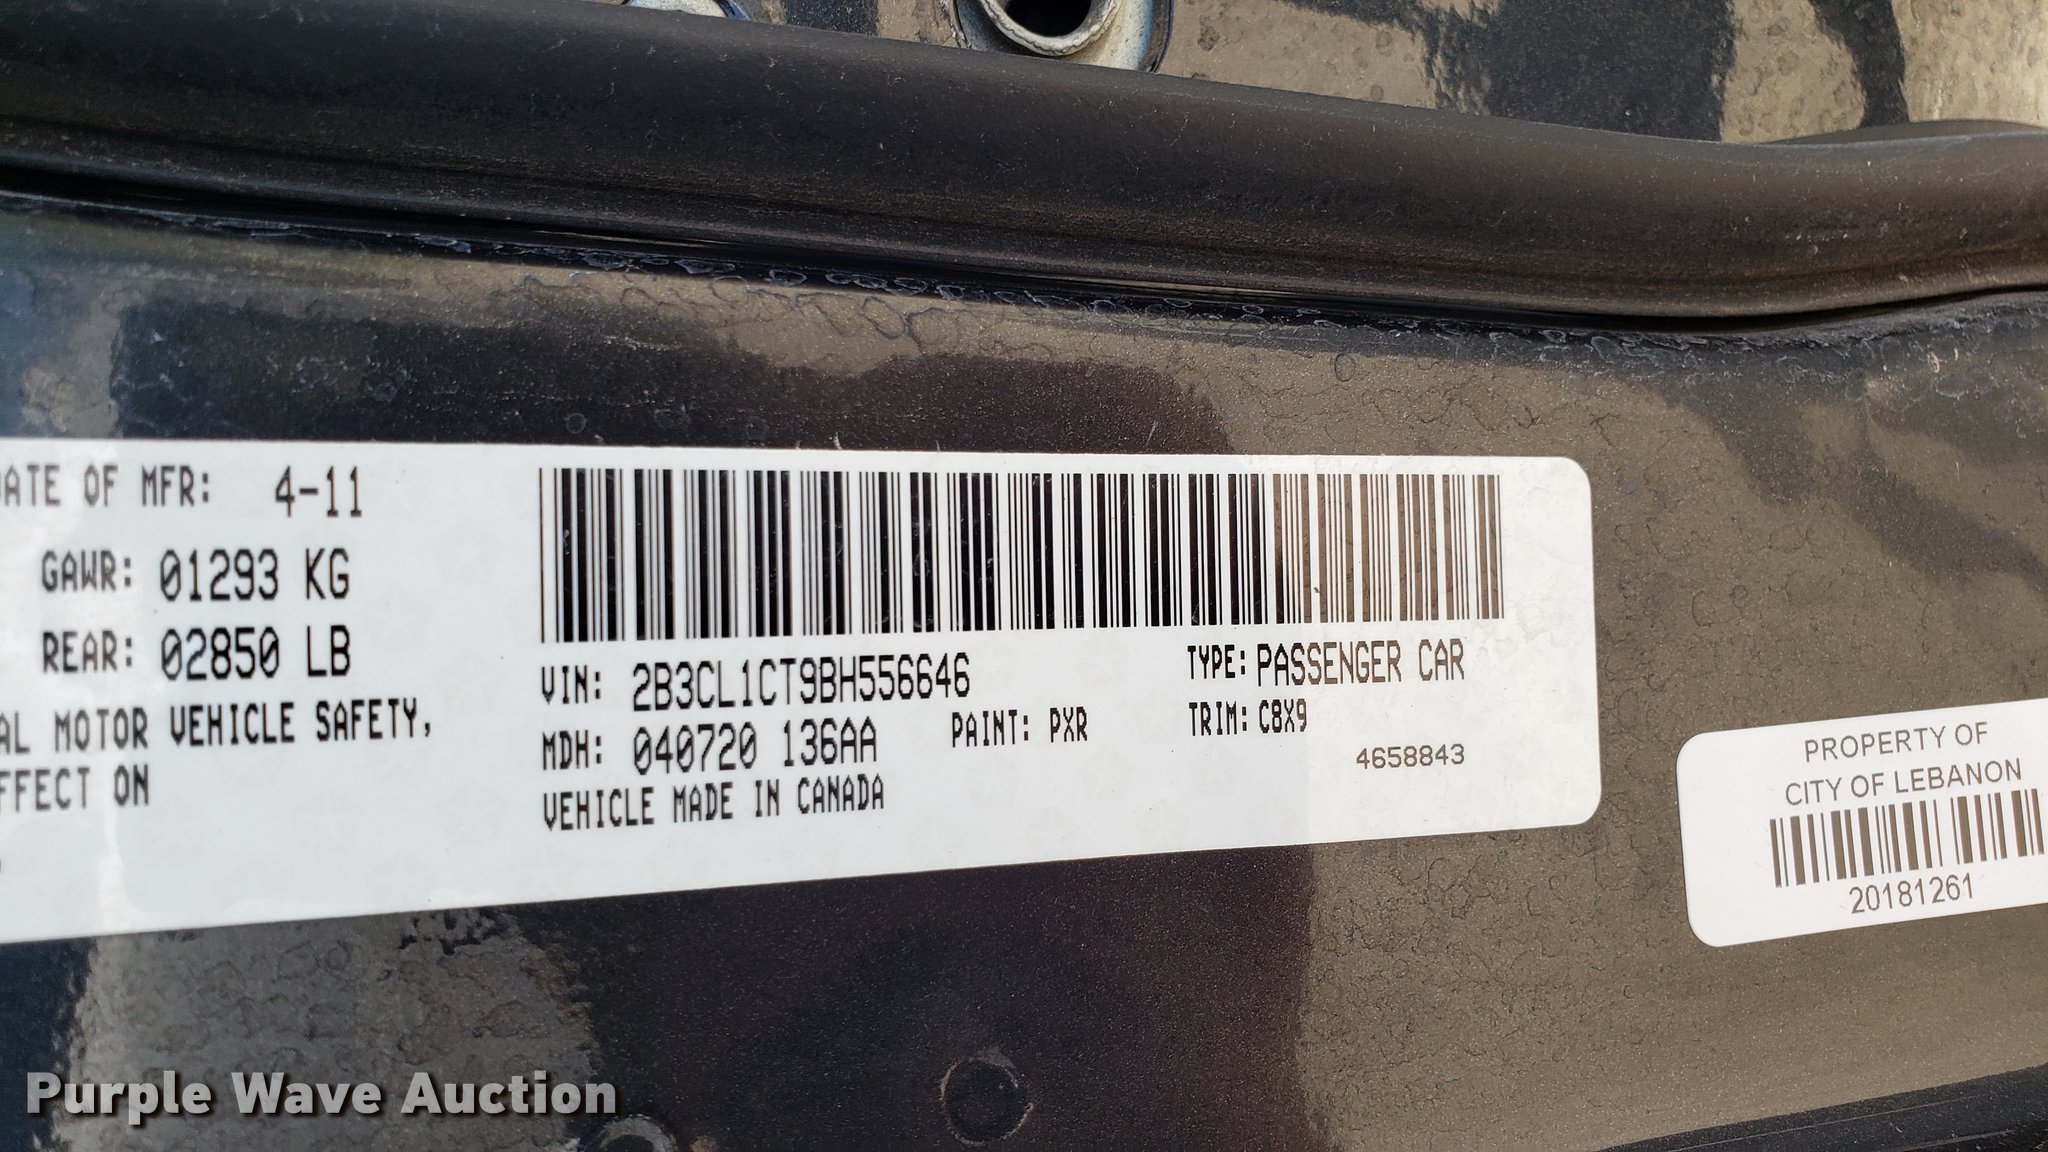 DATE OF MFR: 4-11
GAWR: 01293 KG
REAR: 02850 LB
AL MOTOR VEHICLE SAFETY,
FFECT ON
VIN: 2B3CL1CT9BH556646
MDH: 040720 136AA
PAINT: PXR
VEHICLE MADE IN CANADA
TYPE: PASSENGER CAR
TRIM: C8X9
4658843
PROPERTY OF
CITY OF LEBANON
20181261
Purple Wave Auction